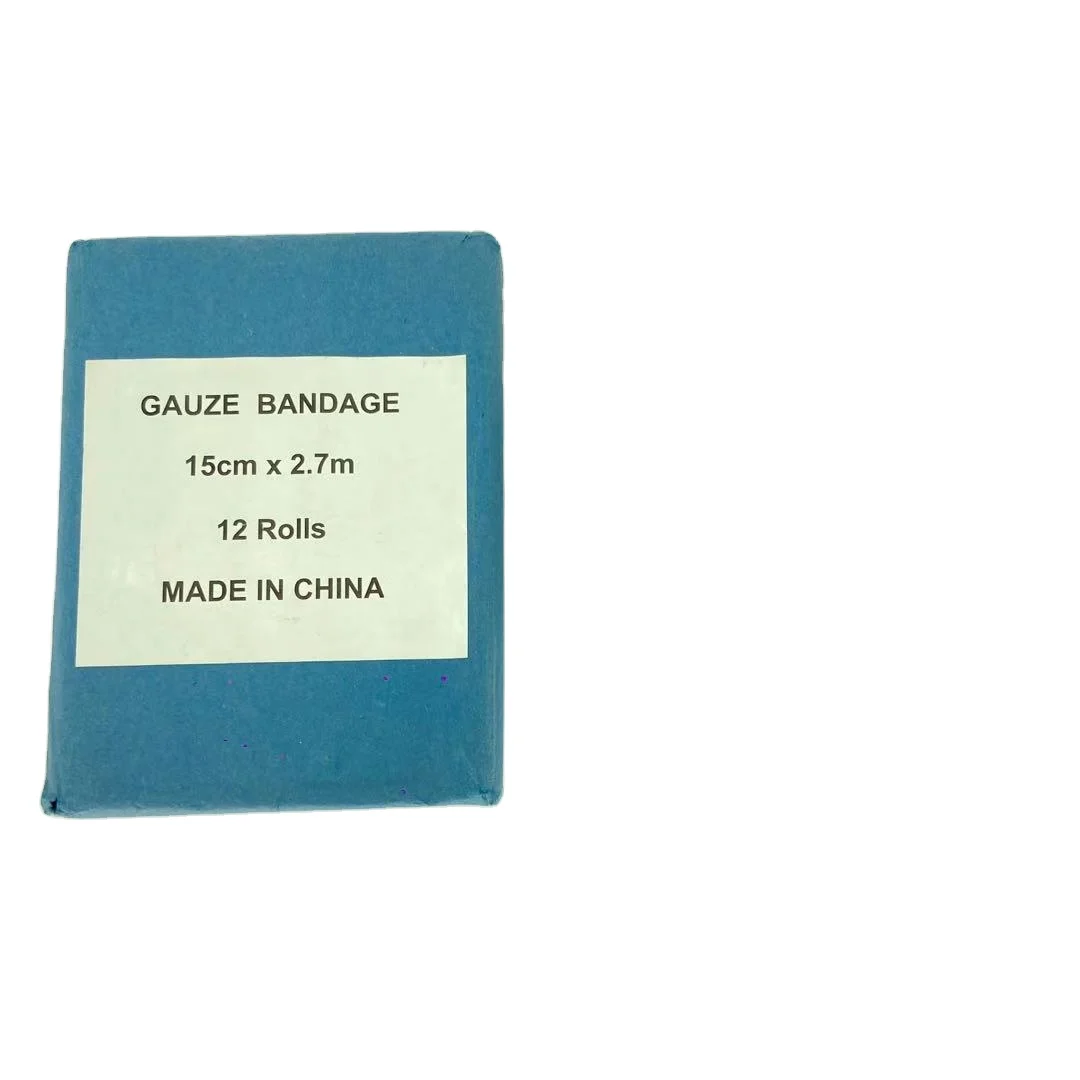 GAUZE BANDAGE
15cm x 2.7m
12 Rolls
MADE IN CHINA